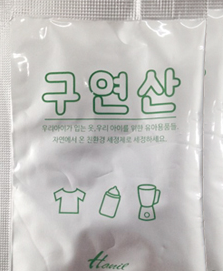 구연산
우리아이가 입는 옷, 우리 아이를 위한 유아용품들,
자연에서 온 친환경 세정제로 세정하세요.
Hanil